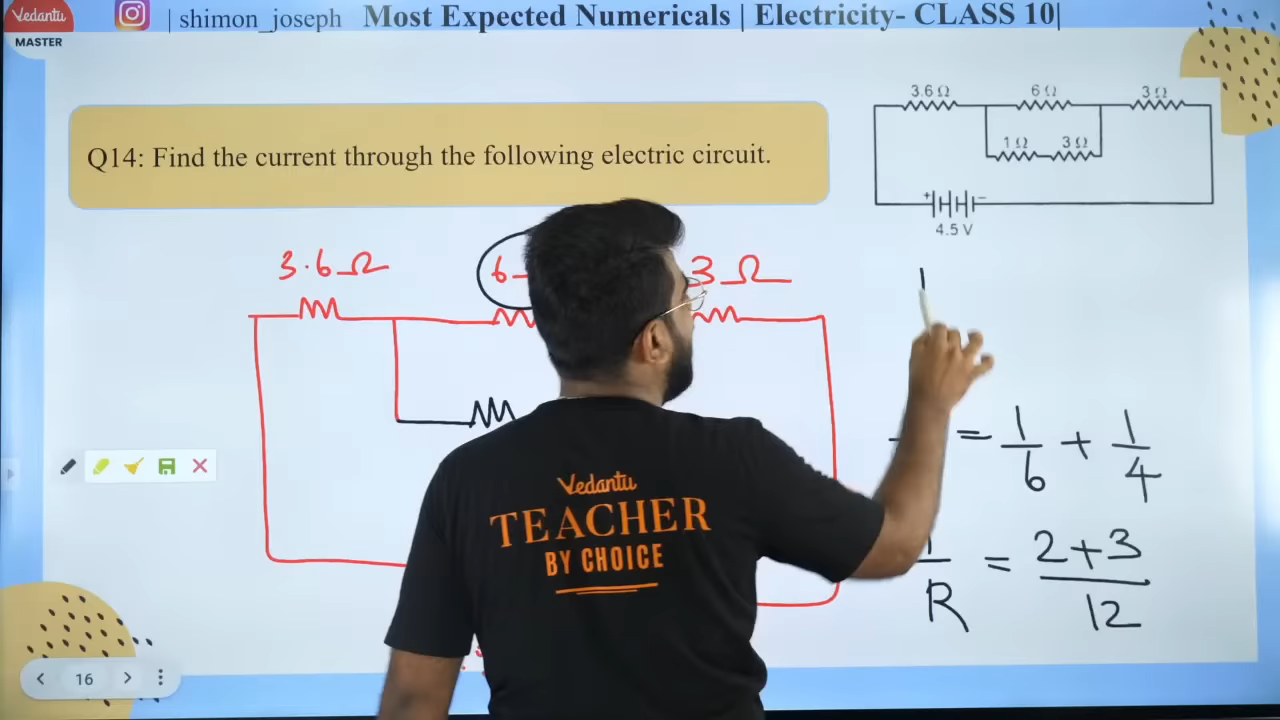 Vedantu
MASTER
| shimon_joseph
Most Expected Numericals | Electricity- CLASS 10|
Q14: Find the current through the following electric circuit.
3.6 Ω
6 Ω
3 Ω
1 Ω
3 Ω
+
−
4.5 V
3.6 Ω
6
3 Ω
= 1/6 + 1/4
1/R = 2+3/12
Vedantu
TEACHER
BY CHOICE
16